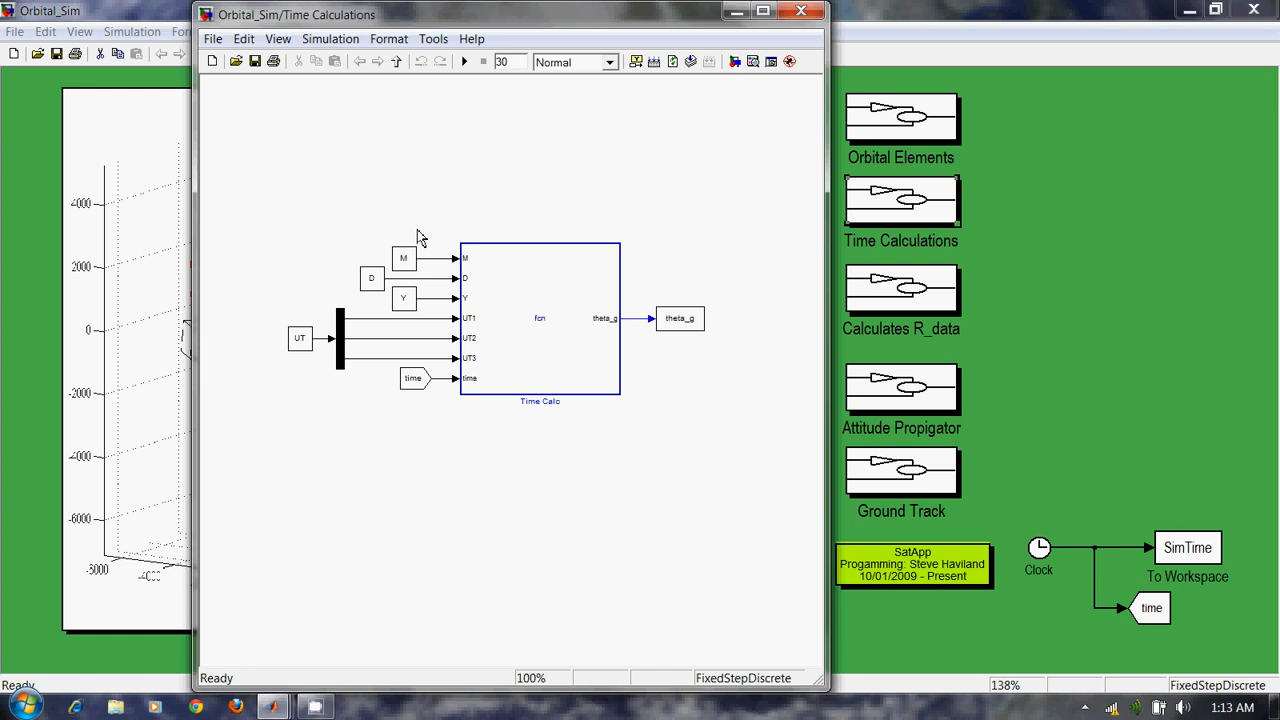 Orbital_Sim
File Edit View Simulation For
4000
2000
0
-2000
-4000
-6000
-5000
-4000
Ready
Orbital_Sim/Time Calculations
File Edit View Simulation Format Tools Help
30 Normal
M
D
Y
UT
time
M
D
Y
UT1
UT2
UT3
time
fcn
theta_g
Time Calc
theta_g
Ready 100% FixedStepDiscrete
Orbital Elements
Time Calculations
Calculates R_data
Attitude Propigator
Ground Track
SatApp
Progamming: Steve Haviland
10/01/2009 - Present
Clock
SimTime
To Workspace
time
138% FixedStepDiscrete
1:13 AM